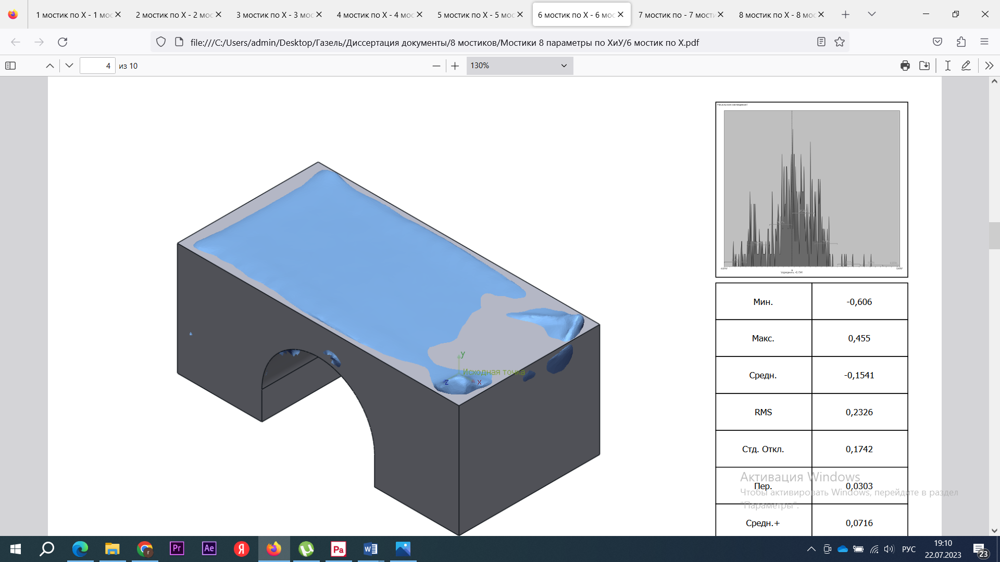 1 мостик по X - 1 мос
2 мостик по X - 2 мос
3 мостик по X - 3 мос
4 мостик по X - 4 мос
5 мостик по X - 5 мос
6 мостик по X - 6 мос
7 мостик по - 7 мости
8 мостик по X - 8 мос
file:///C:/Users/admin/Desktop/Газель/Диссертация документы/8 мостиков/Мостики 8 параметры по ХиУ/6 мостик по X.pdf
4 из 10
130%
y
Исходная точка
z
x
Мин. -0,606
Макс. 0,455
Средн. -0,1541
RMS 0,2326
Стд. Откл. 0,1742
Пер. 0,0303
Средн.+ 0,0716
Активация Windows
Чтобы активировать Windows, перейдите в раздел
"Параметры".
Pr
Ae
Я
Pa
W
РУС
19:10
22.07.2023
23